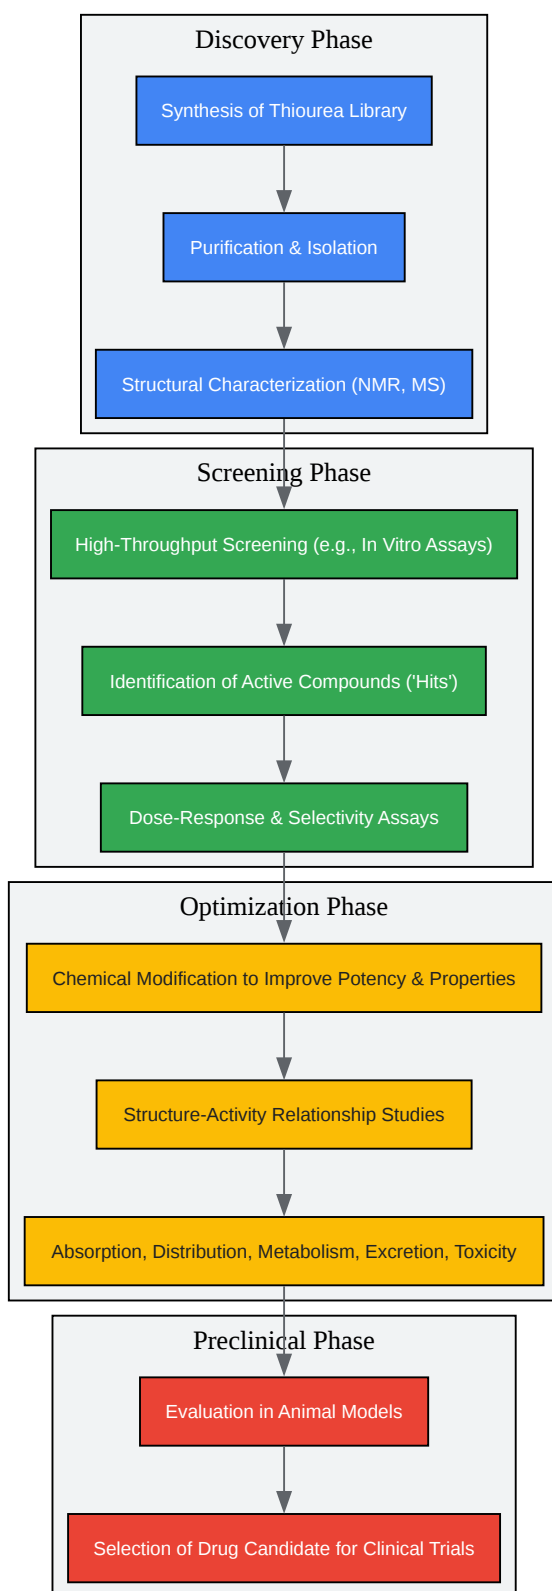 Discovery Phase
Synthesis of Thiourea Library
Purification & Isolation
Structural Characterization (NMR, MS)
Screening Phase
High-Throughput Screening (e.g., In Vitro Assays)
Identification of Active Compounds ('Hits')
Dose-Response & Selectivity Assays
Optimization Phase
Chemical Modification to Improve Potency & Properties
Structure-Activity Relationship Studies
Absorption, Distribution, Metabolism, Excretion, Toxicity
Preclinical Phase
Evaluation in Animal Models
Selection of Drug Candidate for Clinical Trials